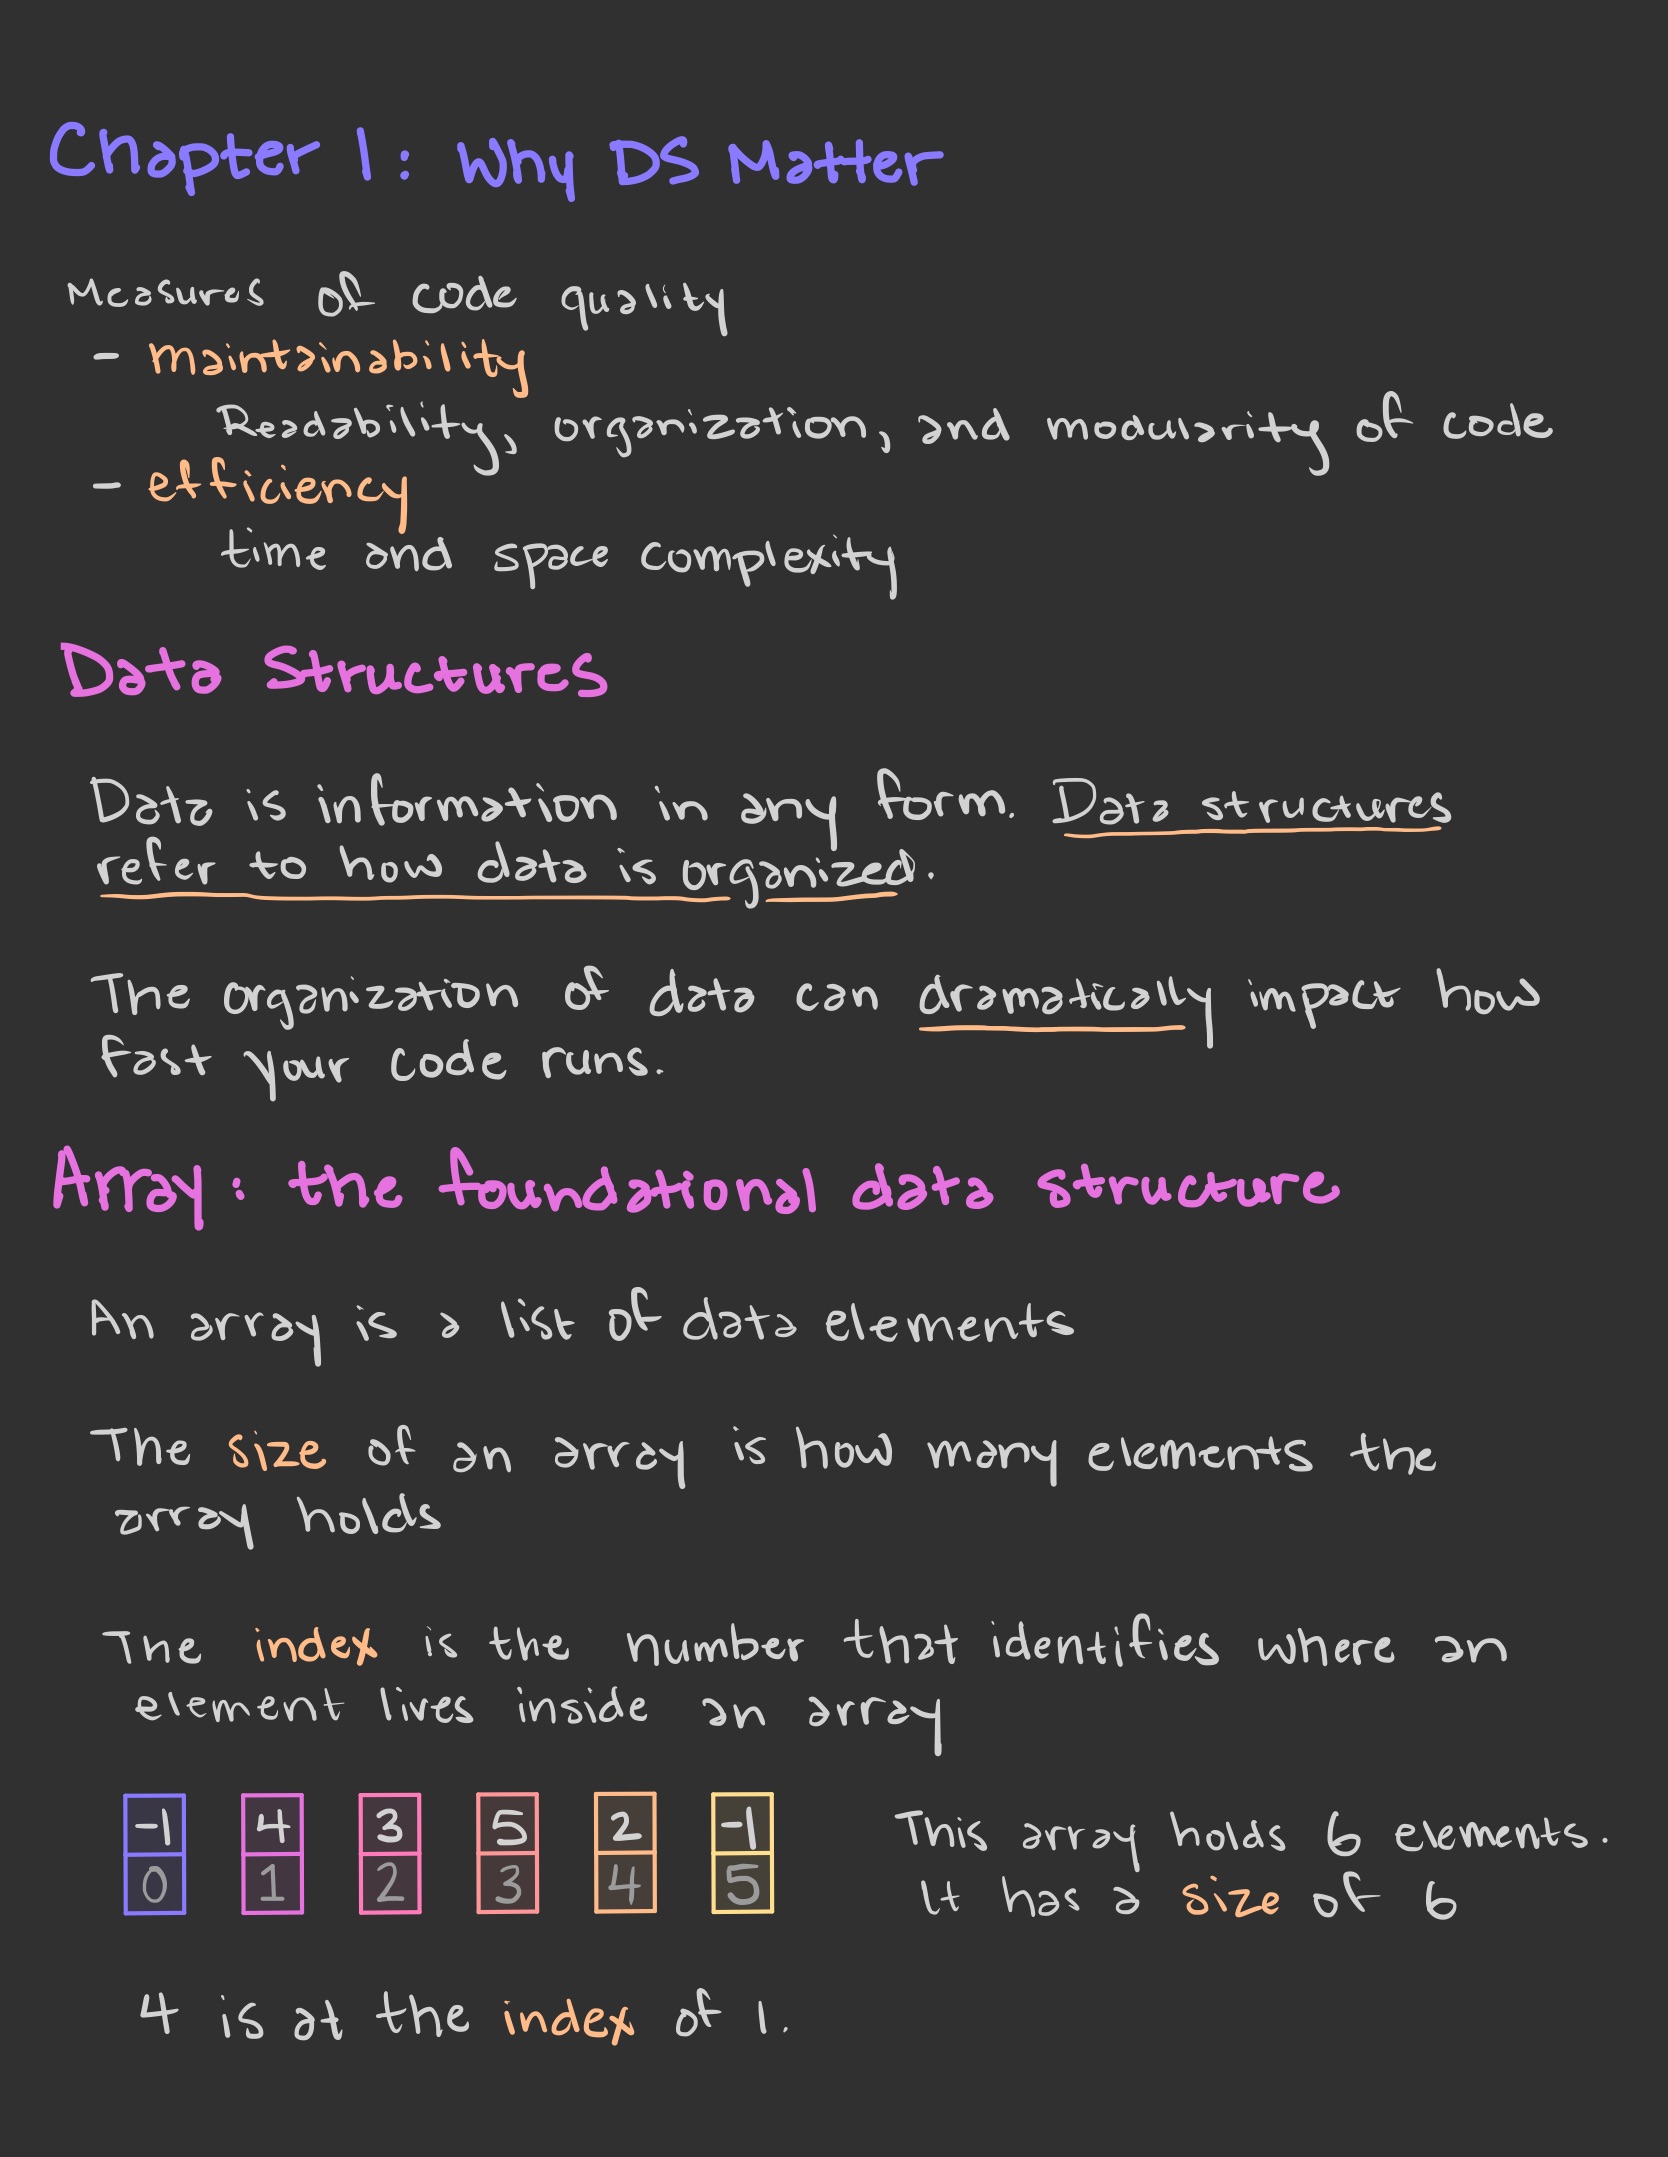 Chapter 1: Why DS Matter
Measures of code quality
- maintainability
Readability, organization, and modularity of code
- efficiency
time and space complexity
Data Structures
Data is information in any form. Data structures
refer to how data is organized.
The organization of data can dramatically impact how
fast your code runs.
Array: the foundational data structure
An array is a list of data elements
The size of an array is how many elements the
array holds
The index is the number that identifies where an
element lives inside an array
-1 4 3 5 2 -1
0 1 2 3 4 5
This array holds 6 elements.
It has a size of 6
4 is at the index of 1.